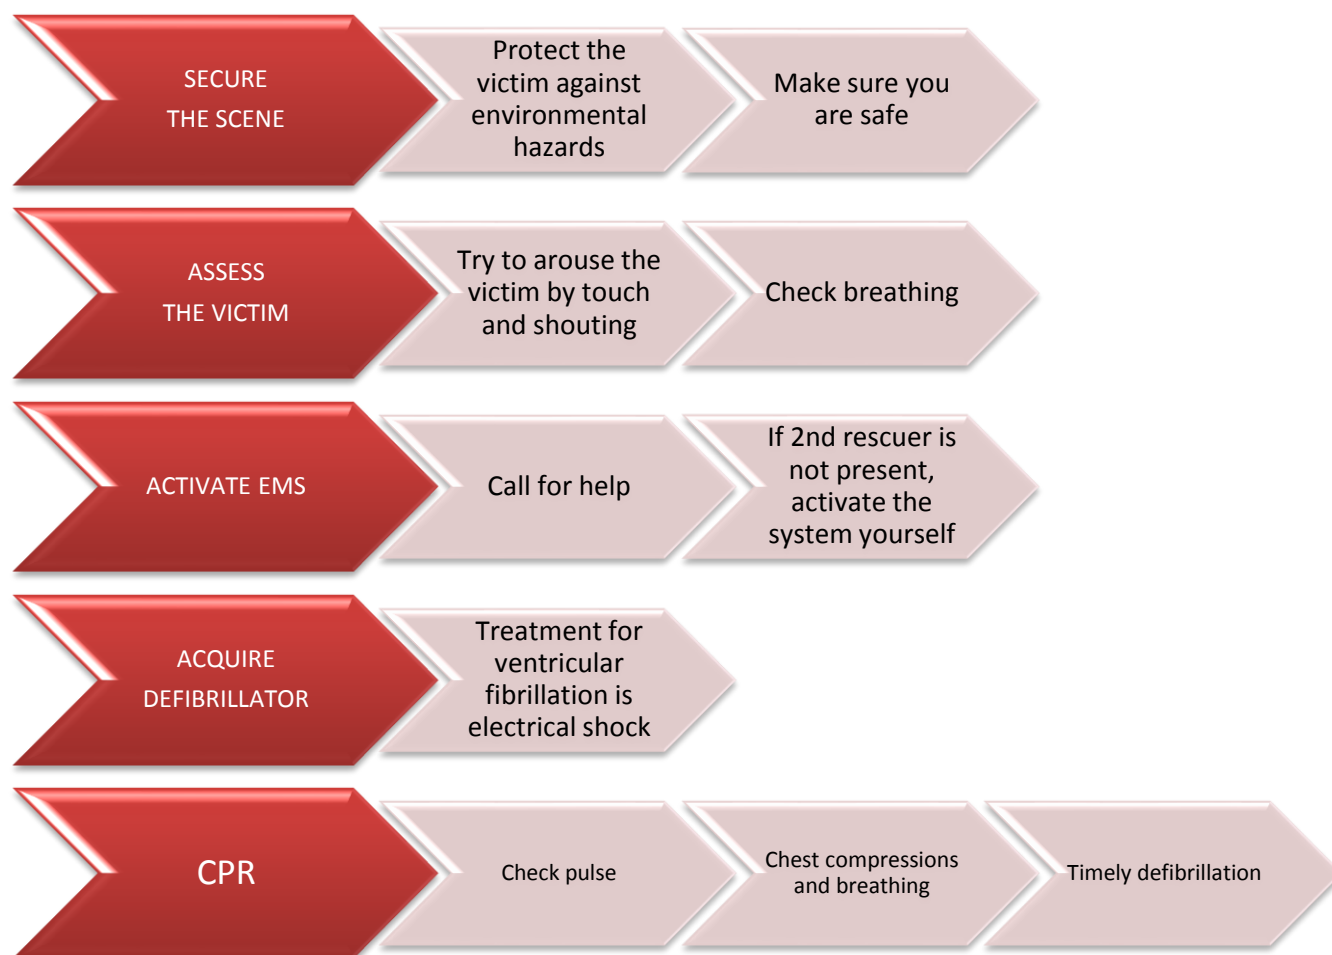 SECURE
THE SCENE
Protect the
victim against
environmental
hazards
Make sure you
are safe
ASSESS
THE VICTIM
Try to arouse the
victim by touch
and shouting
Check breathing
ACTIVATE EMS
Call for help
If 2nd rescuer is
not present,
activate the
system yourself
ACQUIRE
DEFIBRILLATOR
Treatment for
ventricular
fibrillation is
electrical shock
CPR
Check pulse
Chest compressions
and breathing
Timely defibrillation